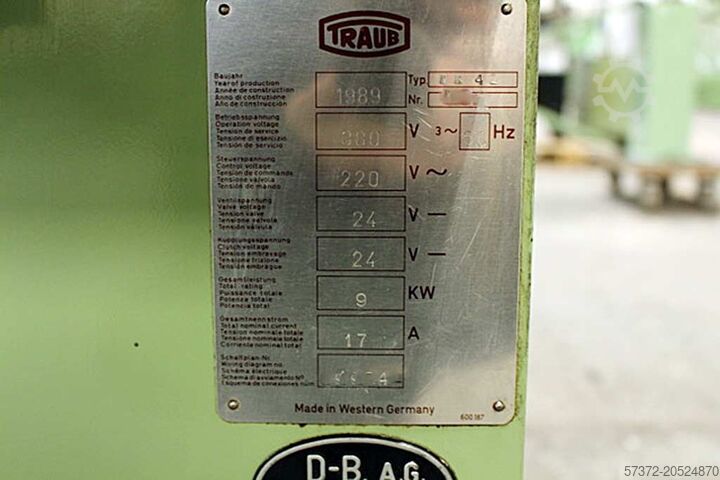 TRAUB
Baujahr
Year of production
Année de construction
Anno di costruzione
Año de construcción
1989
Typ.
Nr.
Betriebsspannung
Operation voltage
Tension de service
Tensione di esercizio
Tensión de servicio
380 V 3~ Hz
Steuerspannung
Control voltage
Tension de commande
Tensione valvola
Tensión de mando
220 V ~
Ventilspannung
Valve voltage
Tension valve
Tensione valvola
Tensión válvula
24 V —
Kupplungsspannung
Clutch voltage
Tension embrayage
Tensione frizione
Tensión embrague
24 V —
Gesamtleistung
Total rating
Puissance totale
Potenza totale
Potencia total
9 KW
Gesamtnennstrom
Total nominal current
Tension nominale totale
Tensione nominale totale
Corriente nominal total
17 A
Schaltplan-Nr.
Wiring diagram no.
Schéma électrique
Schema di avviamento N°
Esquema de conexiones núm.
Made in Western Germany
600 187
D-B. A.G.
57372-20524870